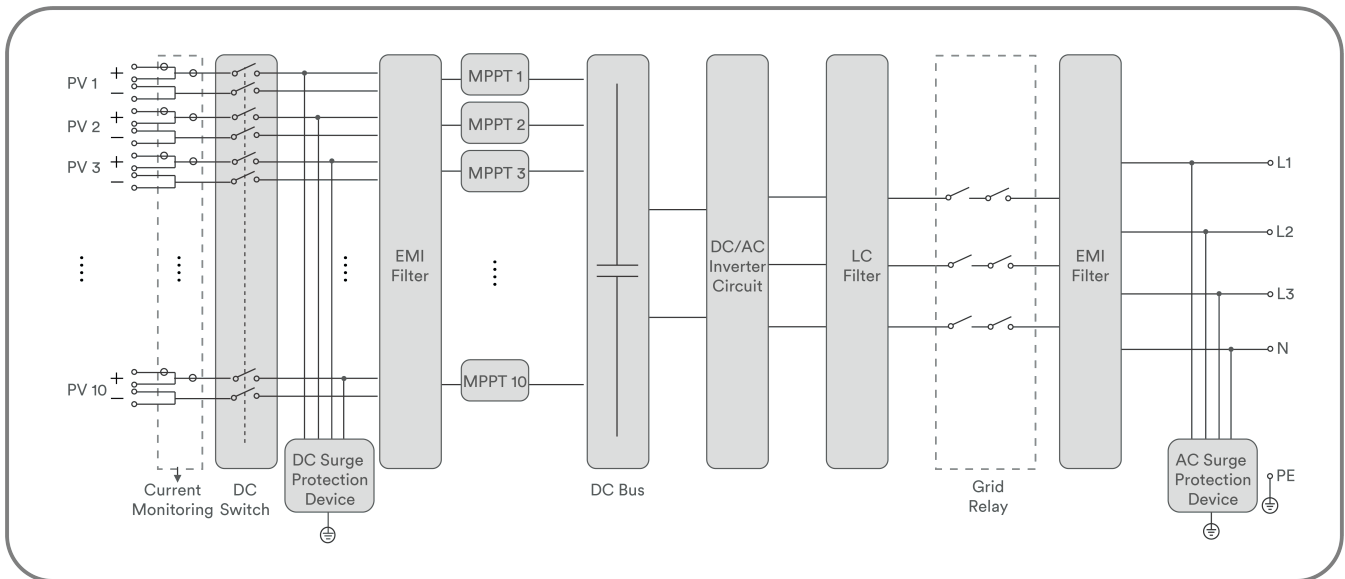 PV 1
+
−
PV 2
+
−
PV 3
+
−
PV 10
+
−
Current
Monitoring
DC
Switch
DC Surge
Protection
Device
EMI
Filter
MPPT 1
MPPT 2
MPPT 3
MPPT 10
DC Bus
DC/AC
Inverter
Circuit
LC
Filter
Grid
Relay
EMI
Filter
L1
L2
L3
N
AC Surge
Protection
Device
PE